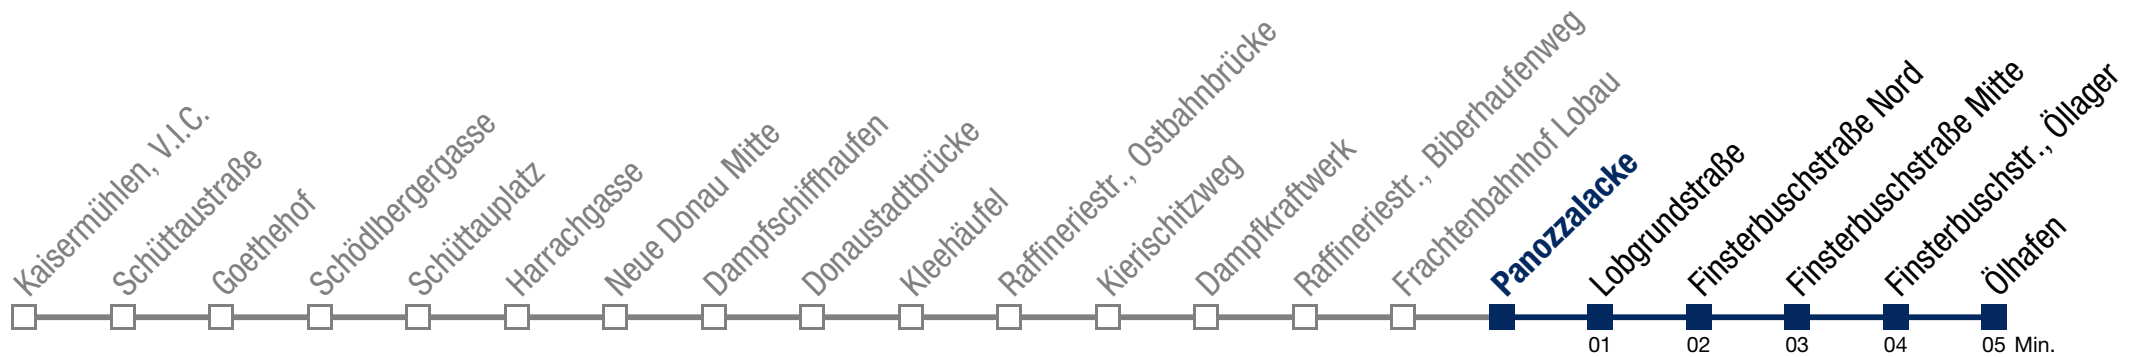 Kaisermühlen, V.I.C.
Schüttaustraße
Goethehof
Schödlbergergasse
Schüttauplatz
Harrachgasse
Neue Donau Mitte
Dampfschiffhaufen
Donaustadtbrücke
Kleehäufel
Raffineriestr., Ostbahnbrücke
Kierischitzweg
Dampfkraftwerk
Raffineriestr., Biberhaufenweg
Frachtenbahnhof Lobau
Panozzalacke
Lobgrundstraße
Finsterbuschstraße Nord
Finsterbuschstraße Mitte
Finsterbuschstr., Öllager
Ölhafen
01 02 03 04 05 Min.